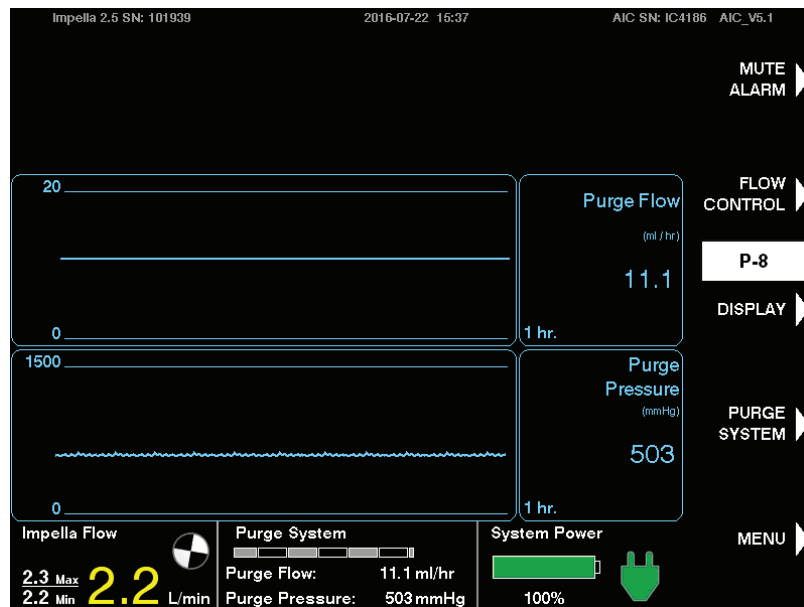 Impella 2.5 SN: 101939 2016-07-22 15:37 AIC SN: IC4186 AIC_V5.1
MUTE
ALARM
FLOW
CONTROL
P-8
DISPLAY
PURGE
SYSTEM
MENU
20
0
Purge Flow
(ml / hr)
11.1
1 hr.
1500
0
Purge
Pressure
(mmHg)
503
1 hr.
Impella Flow
2.3 Max
2.2 Min
2.2 L/min
Purge System
Purge Flow: 11.1 ml/hr
Purge Pressure: 503 mmHg
System Power
100%